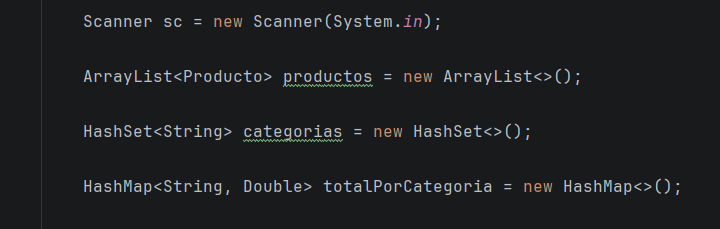 Scanner sc = new Scanner(System.in);
ArrayList<Producto> productos = new ArrayList<>();
HashSet<String> categorias = new HashSet<>();
HashMap<String, Double> totalPorCategoria = new HashMap<>();